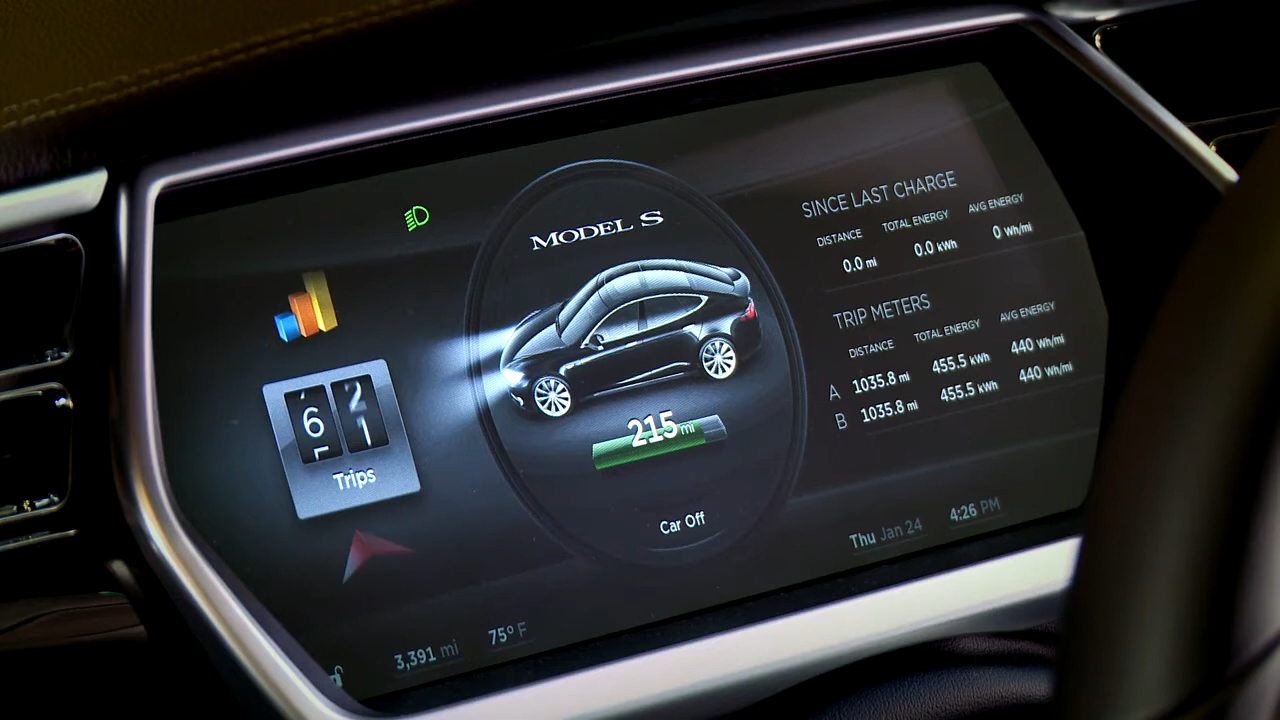 MODEL S
6 2
1
Trips
215 mi
Car Off
3,391 mi 75° F
SINCE LAST CHARGE
DISTANCE TOTAL ENERGY AVG ENERGY
0.0 mi 0.0 kWh 0 Wh/mi
TRIP METERS
DISTANCE TOTAL ENERGY AVG ENERGY
A 1035.8 mi 455.5 kWh 440 Wh/mi
B 1035.8 mi 455.5 kWh 440 Wh/mi
Thu Jan 24 4:26 PM